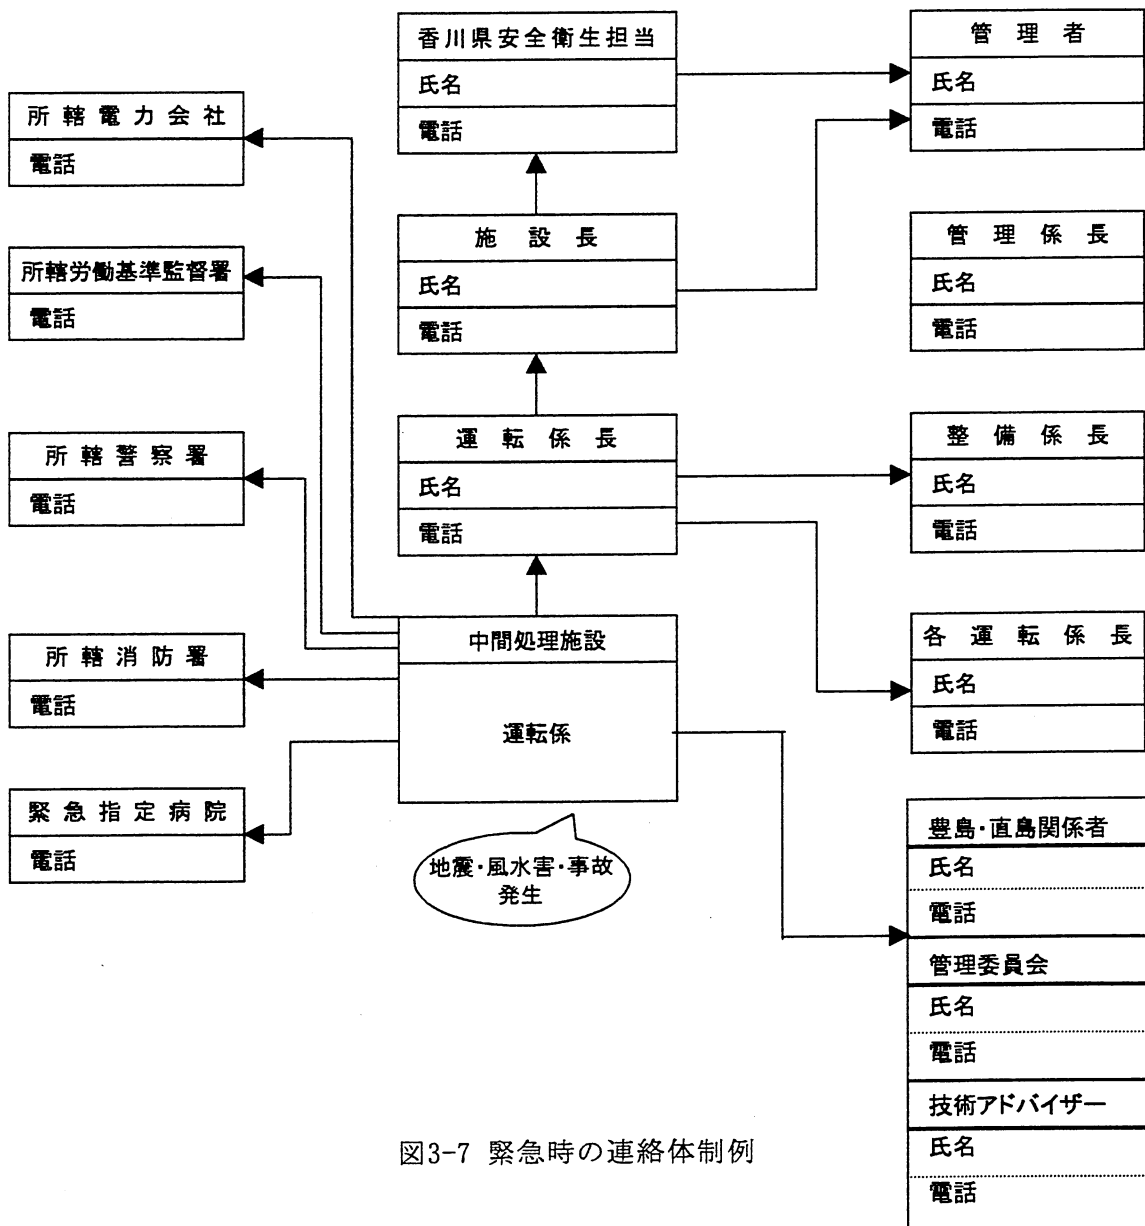 香川県安全衛生担当
氏名
電話
管理者
氏名
電話
所轄電力会社
電話
施設長
氏名
電話
管理係長
氏名
電話
所轄労働基準監督署
電話
運転係長
氏名
電話
整備係長
氏名
電話
所轄警察署
電話
中間処理施設
運転係
各運転係長
氏名
電話
所轄消防署
電話
緊急指定病院
電話
地震・風水害・事故
発生
豊島・直島関係者
氏名
電話
管理委員会
氏名
電話
技術アドバイザー
氏名
電話
図3-7 緊急時の連絡体制例